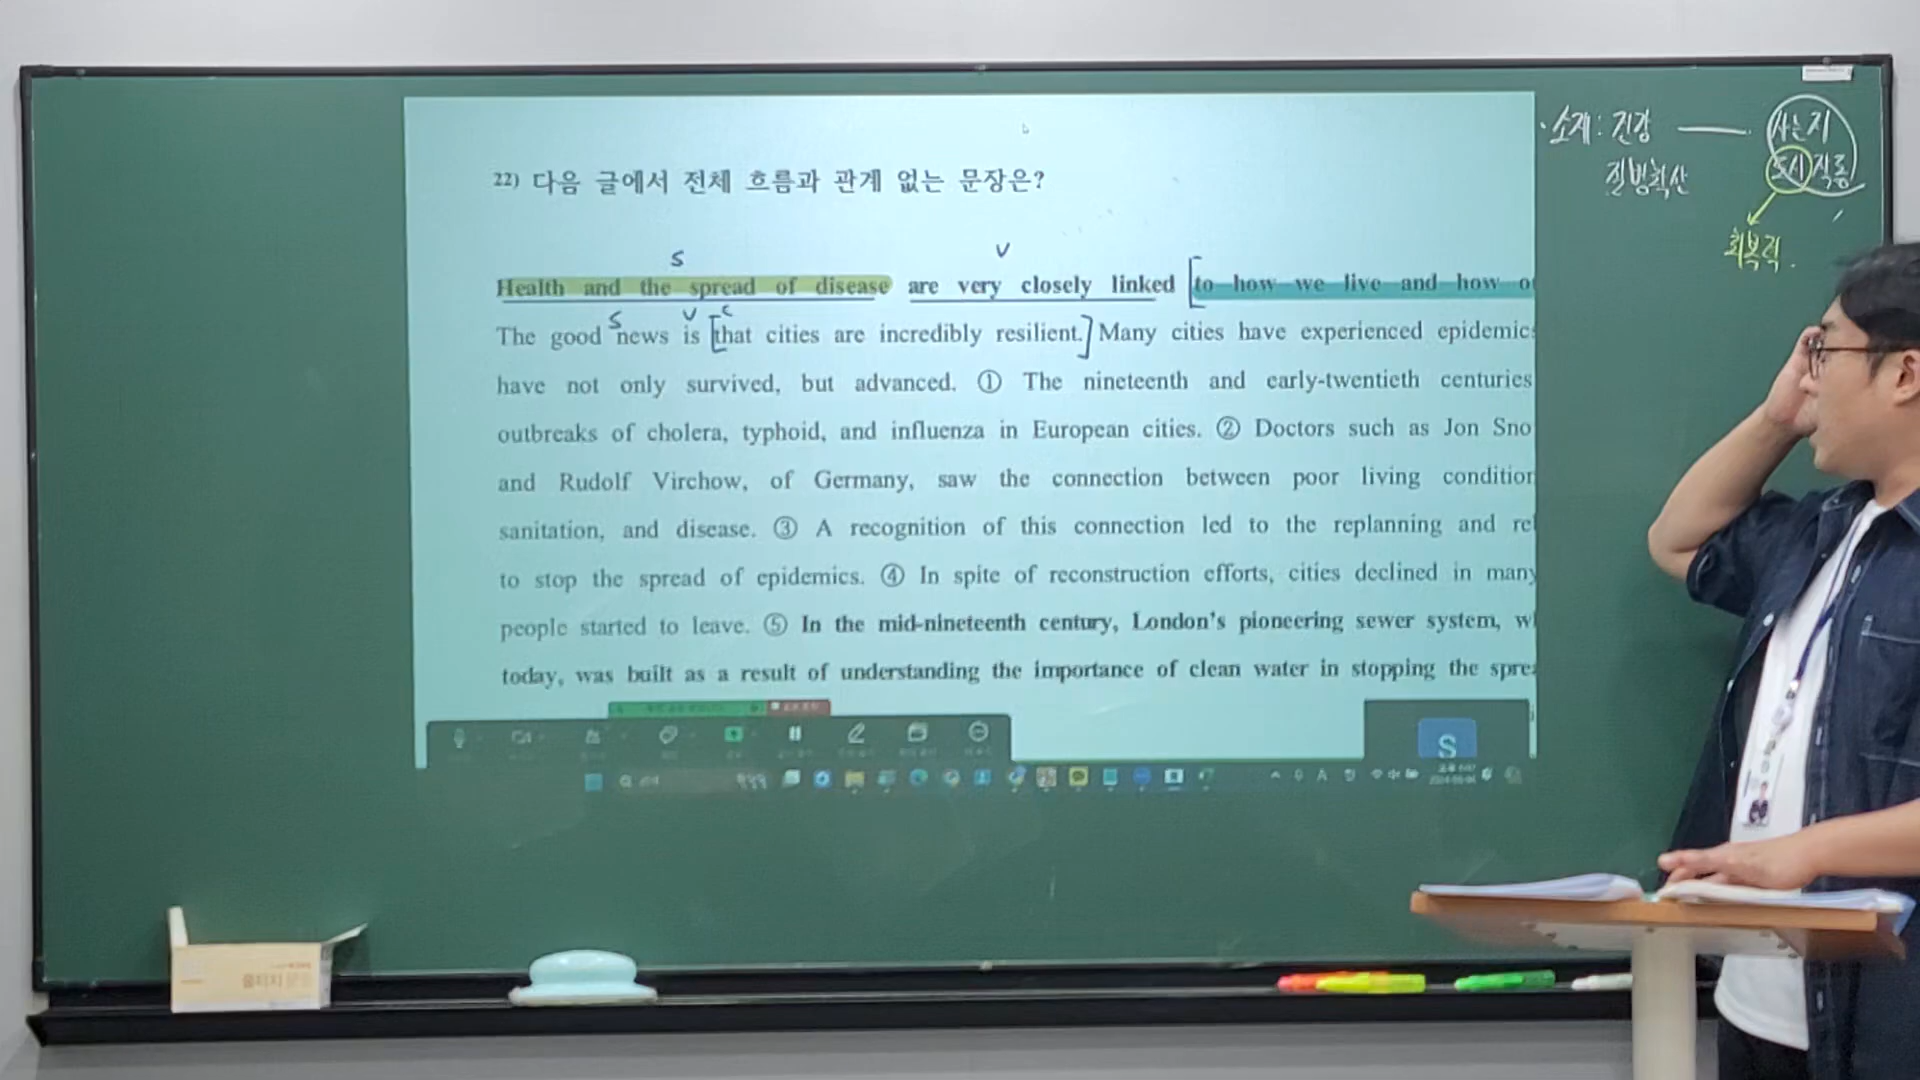 22) 다음 글에서 전체 흐름과 관계 없는 문장은?
S V
Health and the spread of disease are very closely linked [to how we live and how o
S V C
The good news is [that cities are incredibly resilient.] Many cities have experienced epidemics
have not only survived, but advanced. ① The nineteenth and early-twentieth centuries
outbreaks of cholera, typhoid, and influenza in European cities. ② Doctors such as Jon Sno
and Rudolf Virchow, of Germany, saw the connection between poor living condition
sanitation, and disease. ③ A recognition of this connection led to the replanning and re
to stop the spread of epidemics. ④ In spite of reconstruction efforts, cities declined in many
people started to leave. ⑤ In the mid-nineteenth century, London's pioneering sewer system, w
today, was built as a result of understanding the importance of clean water in stopping the sprea
S
· 소재 : 건강 — 사는지
질병확산 도시 작동
회복력.